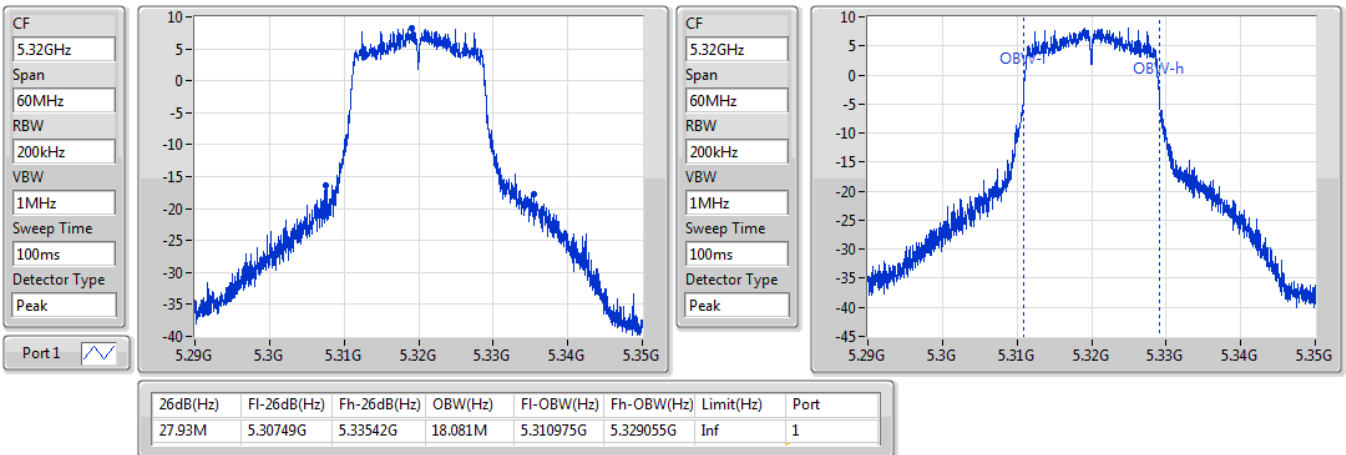 CF
5.32GHz
Span
60MHz
RBW
200kHz
VBW
1MHz
Sweep Time
100ms
Detector Type
Peak
Port 1
10
5
0
-5
-10
-15
-20
-25
-30
-35
-40
5.29G 5.3G 5.31G 5.32G 5.33G 5.34G 5.35G
CF
5.32GHz
Span
60MHz
RBW
200kHz
VBW
1MHz
Sweep Time
100ms
Detector Type
Peak
10
5
0
-5
-10
-15
-20
-25
-30
-35
-40
-45
OBW-l
OBW-h
5.29G 5.3G 5.31G 5.32G 5.33G 5.34G 5.35G
26dB(Hz) Fl-26dB(Hz) Fh-26dB(Hz) OBW(Hz) Fl-OBW(Hz) Fh-OBW(Hz) Limit(Hz) Port
27.93M 5.30749G 5.33542G 18.081M 5.310975G 5.329055G Inf 1